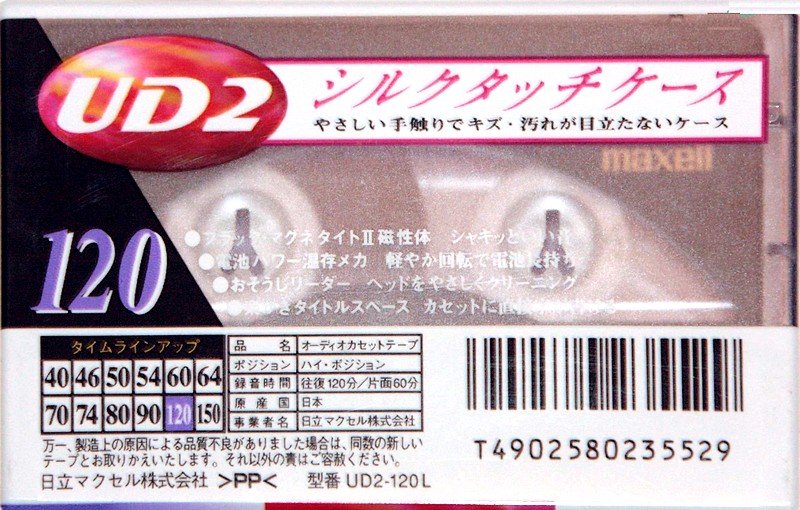 UD2
シルクタッチケース
やさしい手触りでキズ・汚れが目立たないケース
maxell
120
●ブラック・マグネタイトⅡ磁性体 シャキッといい音
●電池パワー温存メカ 軽やか回転で電池長持ち
●おそうじリーダー ヘッドをやさしくクリーニング
タイトルスペース カセットに直接
タイムラインアップ
40 46 50 54 60 64
70 74 80 90 120 150
品名 オーディオカセットテープ
ポジション ハイ・ポジション
録音時間 往復120分/片面60分
原産国 日本
事業者名 日立マクセル株式会社
万一、製造上の原因による品質不良がありました場合は、同数の新しい
テープとお取りかえいたします。それ以外の責はご容赦ください。
日立マクセル株式会社 >PP< 型番 UD2-120L
T4902580235529